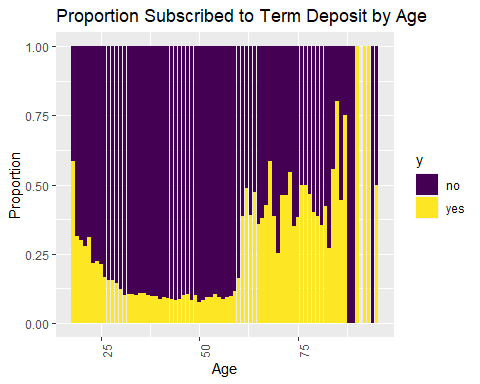 Proportion Subscribed to Term Deposit by Age
1.00
0.75
0.50
0.25
0.00
Proportion
25
50
75
Age
y
no
yes